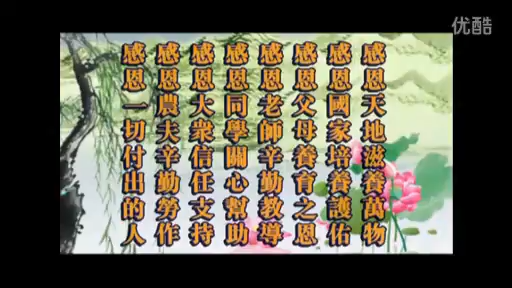 感恩天地滋養萬物
感恩國家培養護佑
感恩父母養育之恩
感恩老師辛勤教導
感恩同學關心幫助
感恩大衆信任支持
感恩農夫辛勤勞作
感恩一切付出的人
优酷